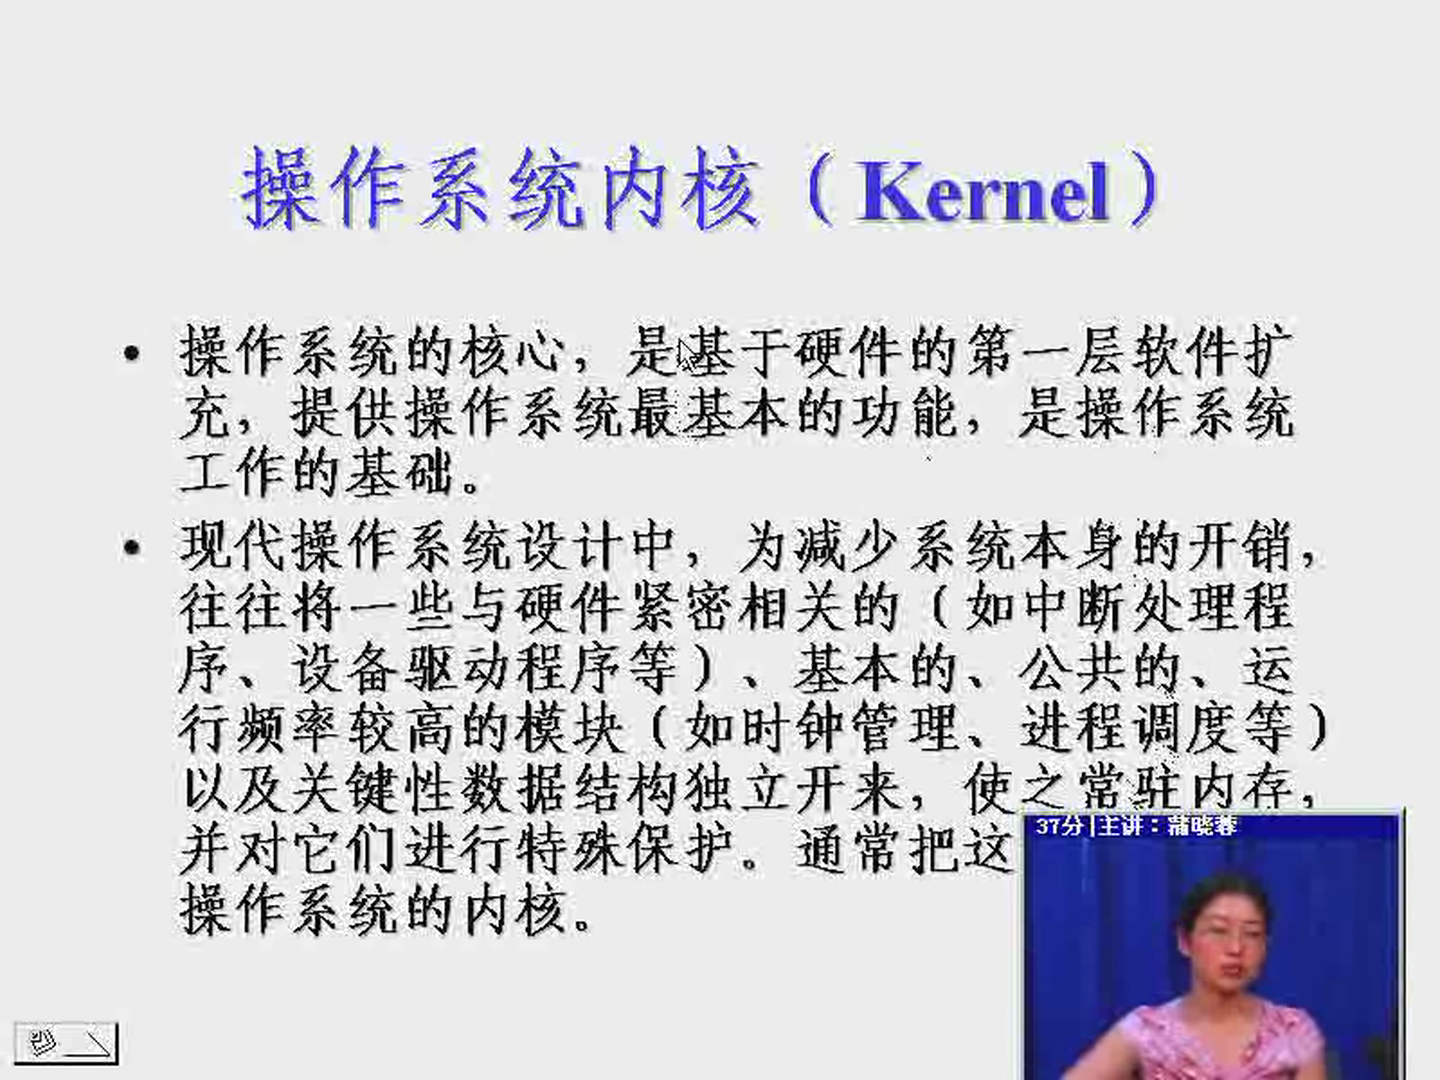 操作系统内核（Kernel）
• 操作系统的核心，是基于硬件的第一层软件扩
充，提供操作系统最基本的功能，是操作系统
工作的基础。
• 现代操作系统设计中，为减少系统本身的开销，
往往将一些与硬件紧密相关的（如中断处理程
序、设备驱动程序等）、基本的、公共的、运
行频率较高的模块（如时钟管理、进程调度等）
以及关键性数据结构独立开来，使之常驻内存，
并对它们进行特殊保护。通常把这
操作系统的内核。
37分|主讲：蒲晓蓉